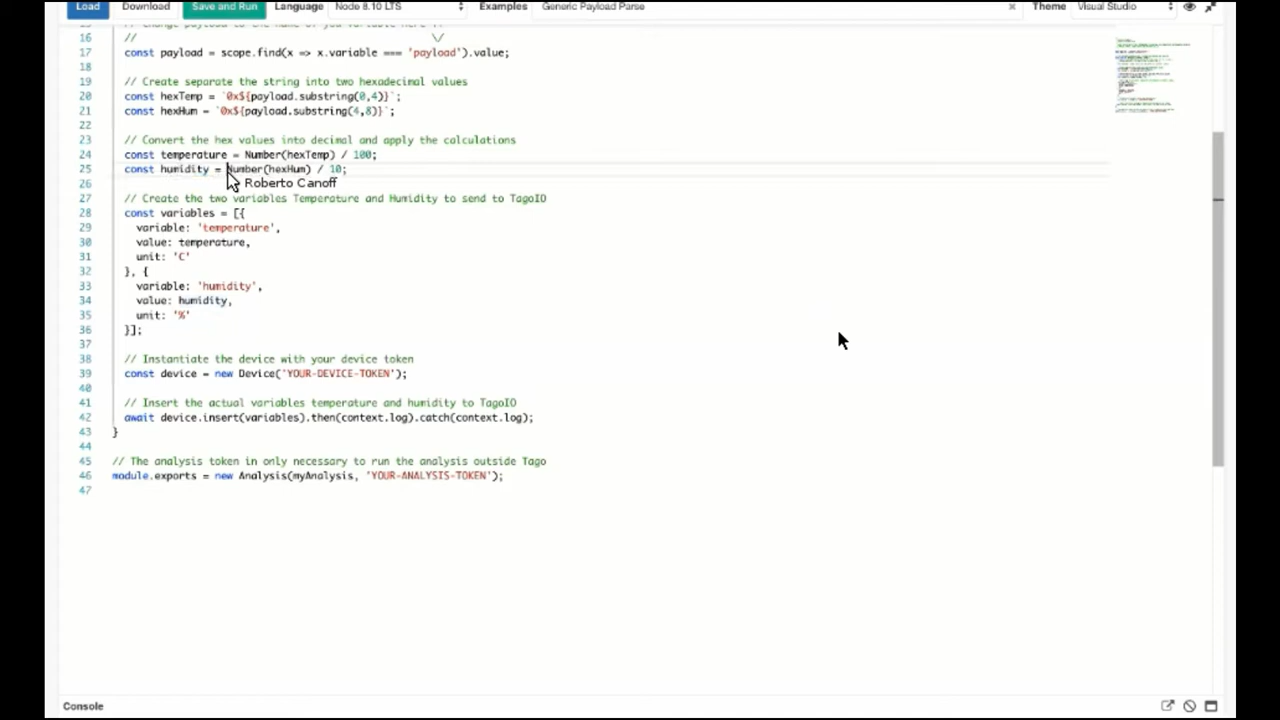 Load Download Save and Run Language Node 8.10 LTS Examples Generic Payload Parse × Theme Visual Studio
16 // \/
17 const payload = scope.find(x => x.variable === 'payload').value;
18
19 // Create separate the string into two hexadecimal values
20 const hexTemp = `0x${payload.substring(0,4)}`;
21 const hexHum = `0x${payload.substring(4,8)}`;
22
23 // Convert the hex values into decimal and apply the calculations
24 const temperature = Number(hexTemp) / 100;
25 const humidity = Number(hexHum) / 10;
Roberto Canoff
26
27 // Create the two variables Temperature and Humidity to send to TagoIO
28 const variables = [{
29 variable: 'temperature',
30 value: temperature,
31 unit: 'C'
32 }, {
33 variable: 'humidity',
34 value: humidity,
35 unit: '%'
36 }];
37
38 // Instantiate the device with your device token
39 const device = new Device('YOUR-DEVICE-TOKEN');
40
41 // Insert the actual variables temperature and humidity to TagoIO
42 await device.insert(variables).then(context.log).catch(context.log);
43 }
44
45 // The analysis token in only necessary to run the analysis outside Tago
46 module.exports = new Analysis(myAnalysis, 'YOUR-ANALYSIS-TOKEN');
47
Console